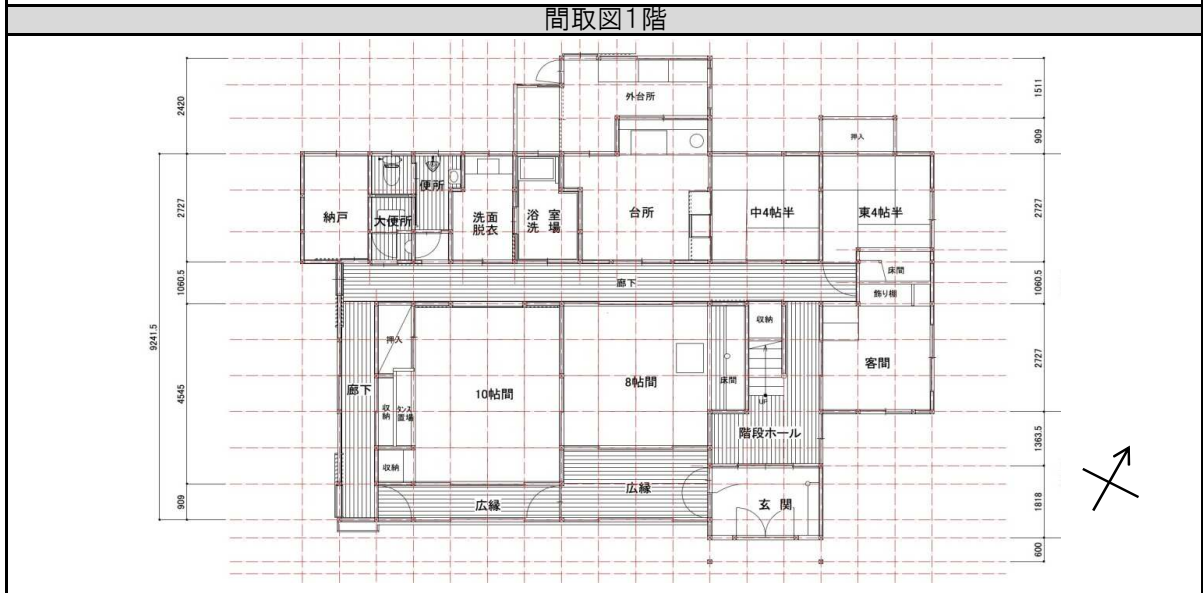 間取図1階
外台所
押入
納戸
便所
大便所
洗面
脱衣
浴室
洗場
台所
中4帖半
東4帖半
床間
飾り棚
廊下
押入
収納
タンス
置場
収納
廊下
10帖間
8帖間
床間
収納
UP
客間
階段ホール
広縁
広縁
玄関
2420
2727
1060.5
4545
909
9241.5
1511
909
2727
1060.5
2727
1363.5
1818
600